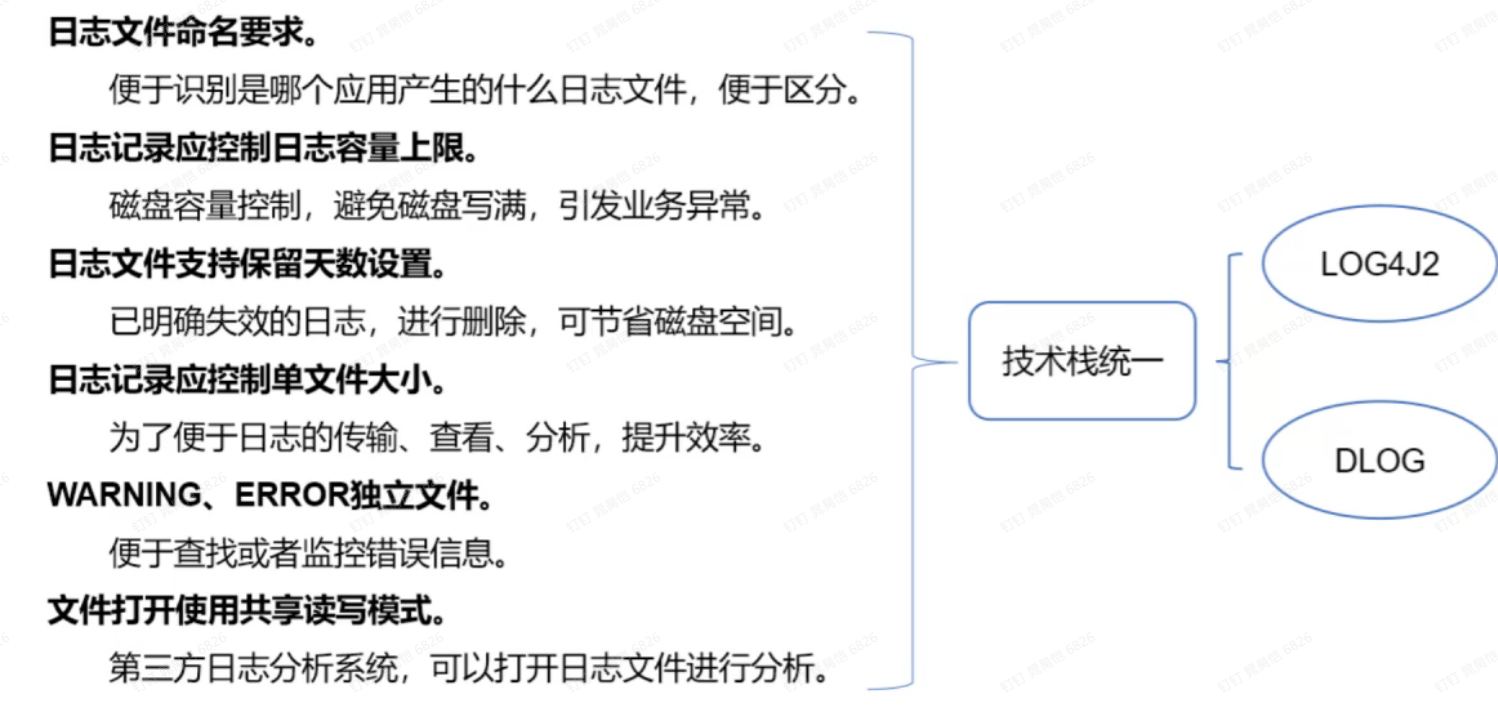 日志文件命名要求。
便于识别是哪个应用产生的什么日志文件，便于区分。
日志记录应控制日志容量上限。
磁盘容量控制，避免磁盘写满，引发业务异常。
日志文件支持保留天数设置。
已明确失效的日志，进行删除，可节省磁盘空间。
日志记录应控制单文件大小。
为了便于日志的传输、查看、分析，提升效率。
WARNING、ERROR独立文件。
便于查找或者监控错误信息。
文件打开使用共享读写模式。
第三方日志分析系统，可以打开日志文件进行分析。
技术栈统一
LOG4J2
DLOG